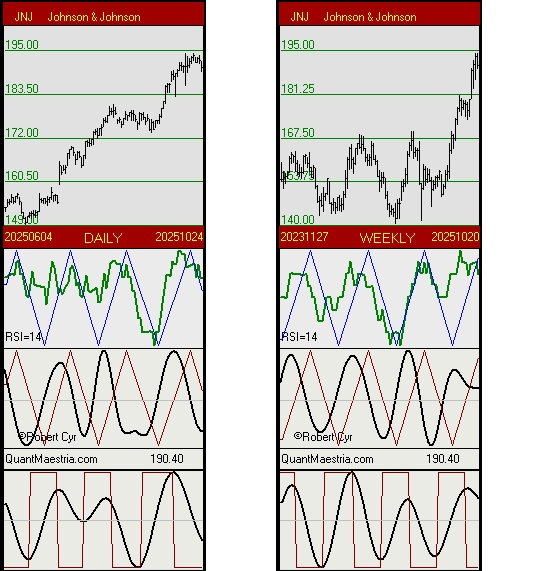 JNJ Johnson & Johnson
195.00
183.50
172.00
160.50
149.00
20250604 DAILY 20251024
RSI=14
©Robert Cyr
QuantMaestria.com 190.40
JNJ Johnson & Johnson
195.00
181.25
167.50
153.75
140.00
20231127 WEEKLY 20251020
RSI=14
©Robert Cyr
QuantMaestria.com 190.40